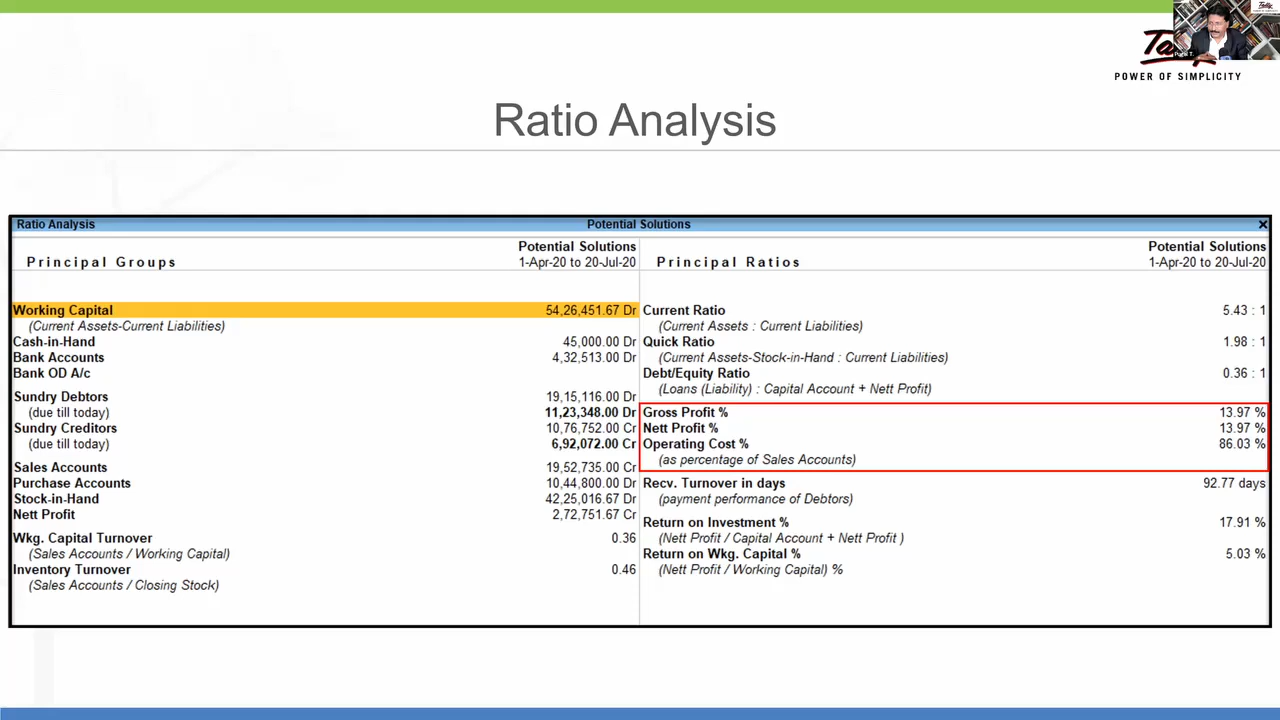 Tally
POWER OF SIMPLICITY
Ratio Analysis
Ratio Analysis Potential Solutions ×
Principal Groups Potential Solutions
1-Apr-20 to 20-Jul-20
Working Capital 54,26,451.67 Dr
(Current Assets-Current Liabilities)
Cash-in-Hand 45,000.00 Dr
Bank Accounts 4,32,513.00 Dr
Bank OD A/c
Sundry Debtors 19,15,116.00 Dr
(due till today) 11,23,348.00 Dr
Sundry Creditors 10,76,752.00 Cr
(due till today) 6,92,072.00 Cr
Sales Accounts 19,52,735.00 Cr
Purchase Accounts 10,44,800.00 Dr
Stock-in-Hand 42,25,016.67 Dr
Nett Profit 2,72,751.67 Cr
Wkg. Capital Turnover 0.36
(Sales Accounts / Working Capital)
Inventory Turnover 0.46
(Sales Accounts / Closing Stock)
Principal Ratios Potential Solutions
1-Apr-20 to 20-Jul-20
Current Ratio 5.43 : 1
(Current Assets : Current Liabilities)
Quick Ratio 1.98 : 1
(Current Assets-Stock-in-Hand : Current Liabilities)
Debt/Equity Ratio 0.36 : 1
(Loans (Liability) : Capital Account + Nett Profit)
Gross Profit % 13.97 %
Nett Profit % 13.97 %
Operating Cost % 86.03 %
(as percentage of Sales Accounts)
Recv. Turnover in days 92.77 days
(payment performance of Debtors)
Return on Investment % 17.91 %
(Nett Profit / Capital Account + Nett Profit )
Return on Wkg. Capital % 5.03 %
(Nett Profit / Working Capital) %